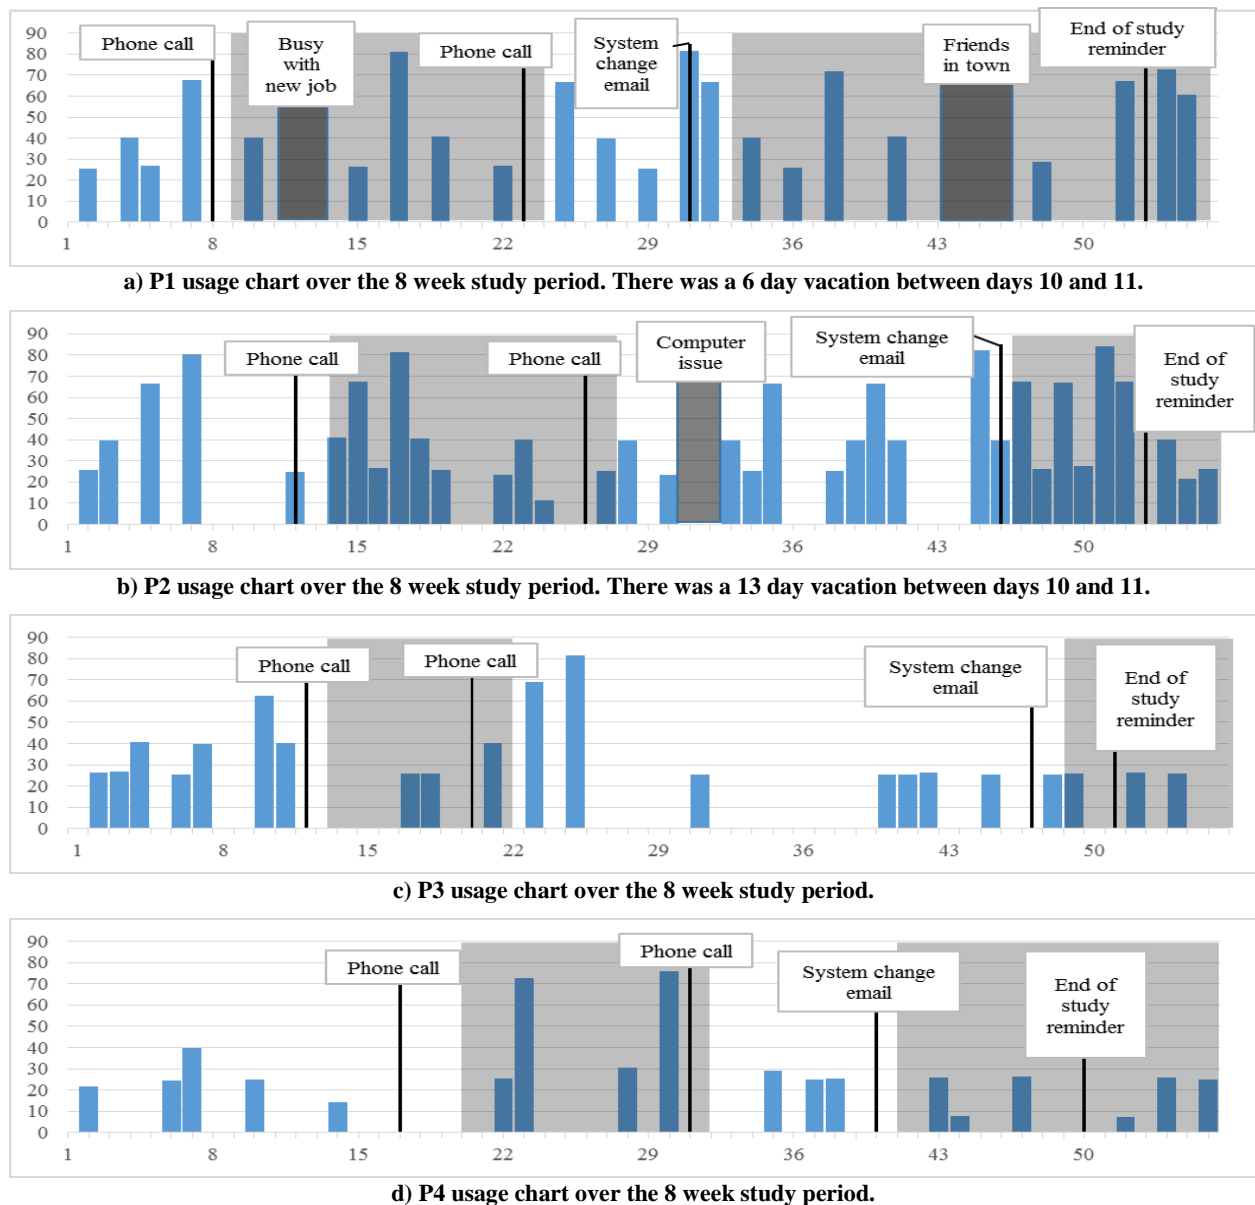 90
80
70
60
50
40
30
20
10
0
Phone call
Busy
with
new job
Phone call
System
change
email
Friends
in town
End of study
reminder
1 8 15 22 29 36 43 50
a) P1 usage chart over the 8 week study period. There was a 6 day vacation between days 10 and 11.
90
80
70
60
50
40
30
20
10
0
Phone call
Phone call
Computer
issue
System change
email
End of
study
reminder
1 8 15 22 29 36 43 50
b) P2 usage chart over the 8 week study period. There was a 13 day vacation between days 10 and 11.
90
80
70
60
50
40
30
20
10
0
Phone call
Phone call
System change
email
End of
study
reminder
1 8 15 22 29 36 43 50
c) P3 usage chart over the 8 week study period.
90
80
70
60
50
40
30
20
10
0
Phone call
Phone call
System change
email
End of
study
reminder
1 8 15 22 29 36 43 50
d) P4 usage chart over the 8 week study period.